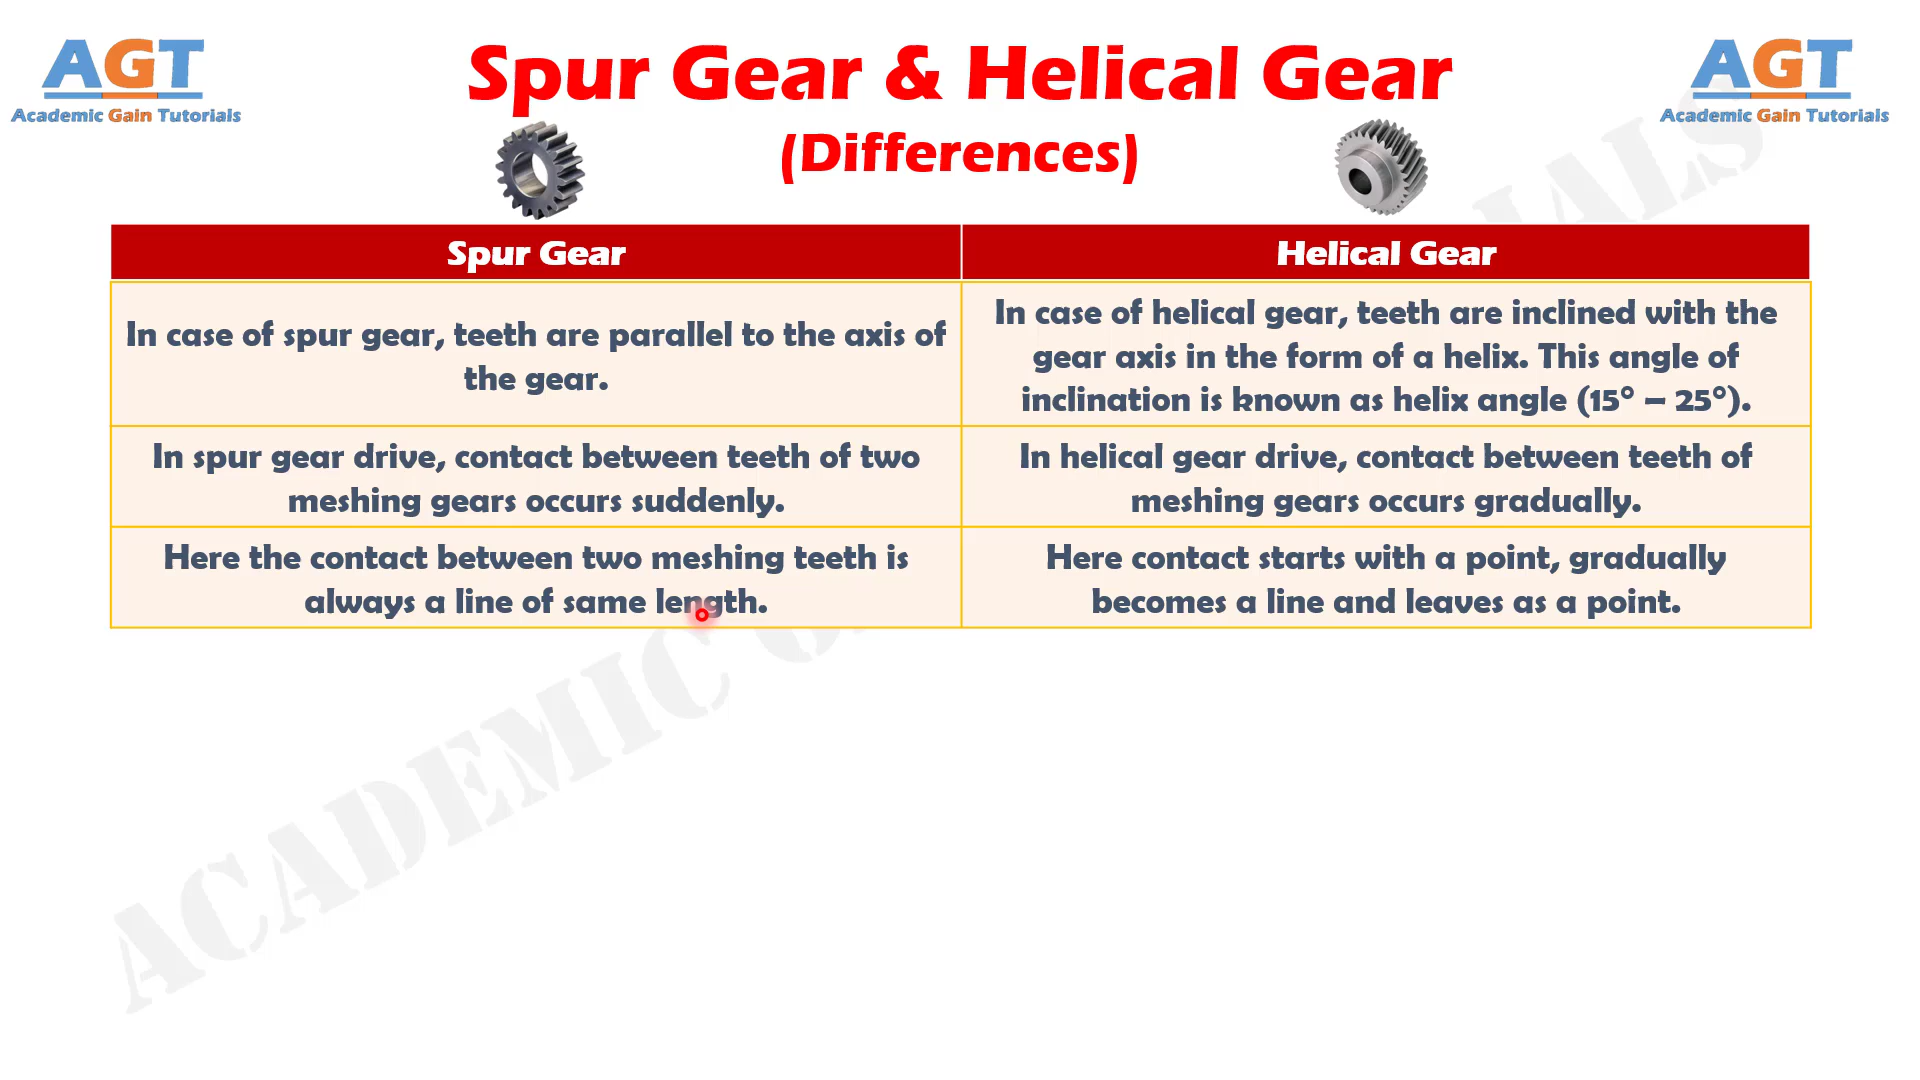 AGT
Academic Gain Tutorials
Spur Gear & Helical Gear
(Differences)
AGT
Academic Gain Tutorials
Spur Gear
Helical Gear
In case of spur gear, teeth are parallel to the axis of
the gear.
In case of helical gear, teeth are inclined with the
gear axis in the form of a helix. This angle of
inclination is known as helix angle (15° – 25°).
In spur gear drive, contact between teeth of two
meshing gears occurs suddenly.
In helical gear drive, contact between teeth of
meshing gears occurs gradually.
Here the contact between two meshing teeth is
always a line of same length.
Here contact starts with a point, gradually
becomes a line and leaves as a point.
ACADEMIC